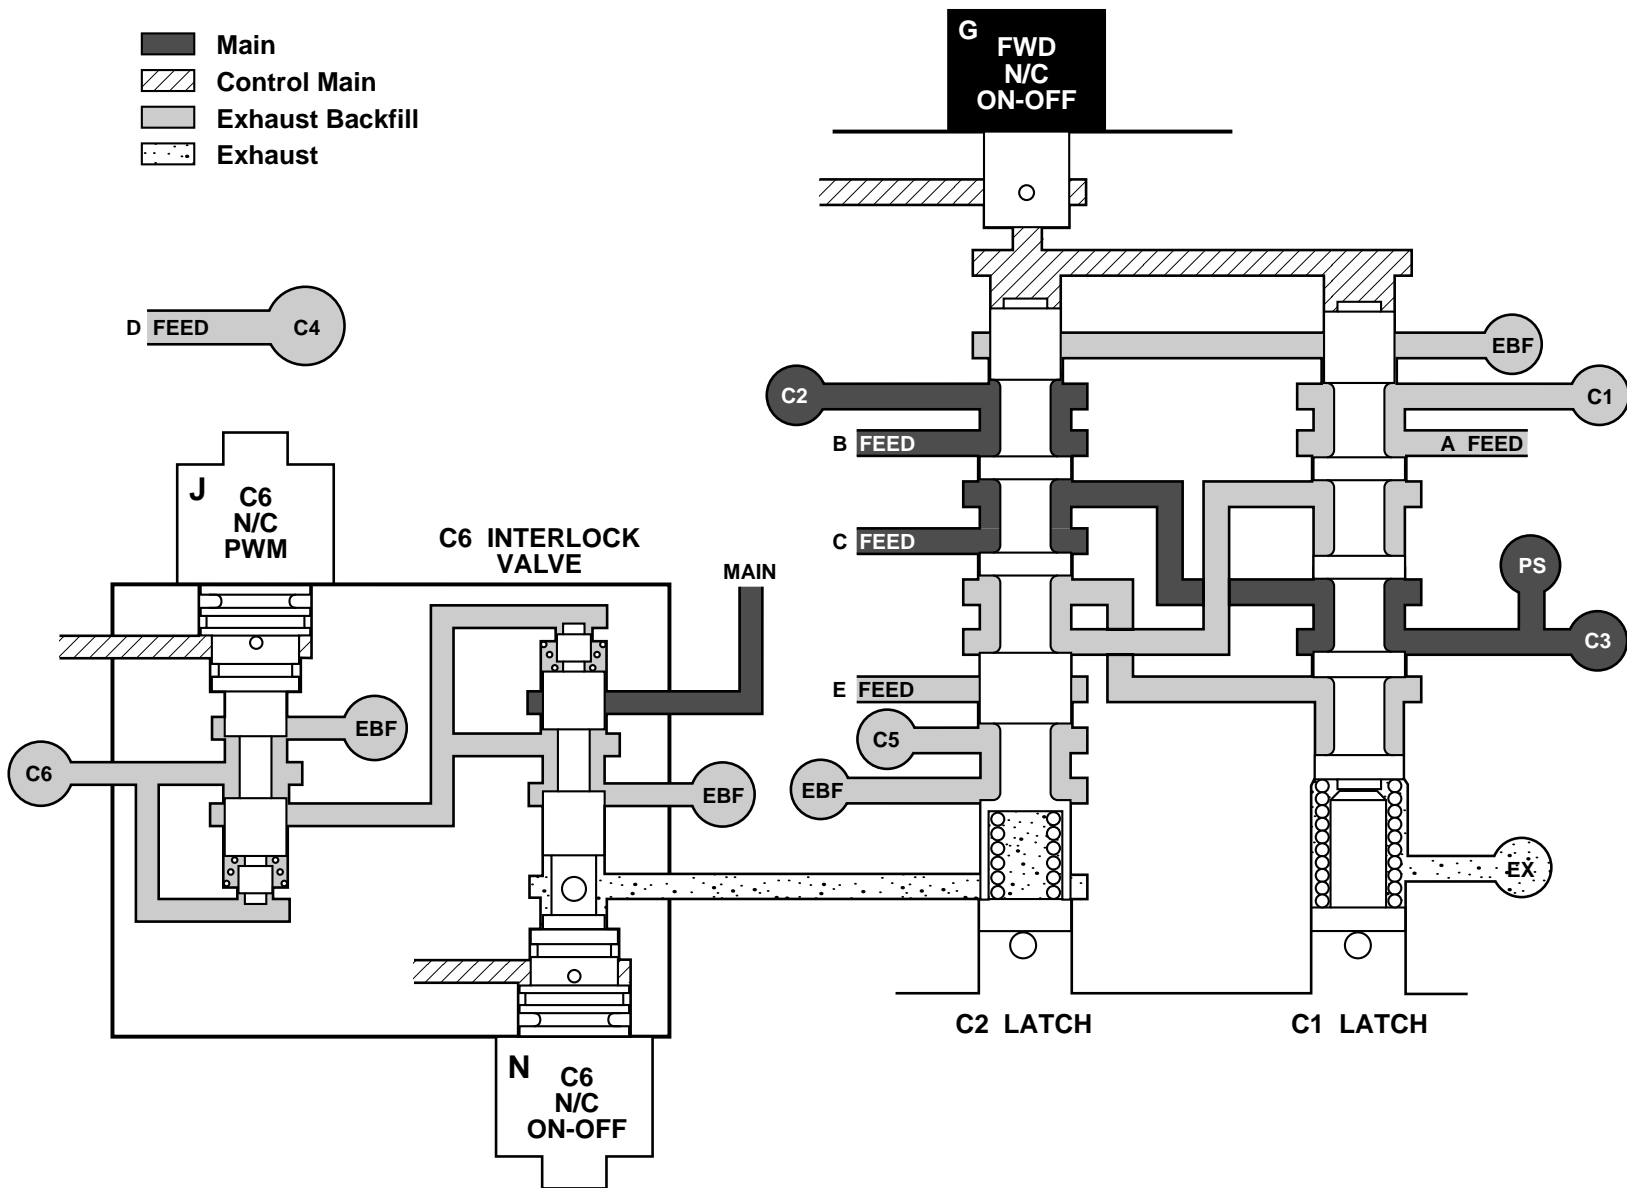 Main
Control Main
Exhaust Backfill
Exhaust
G
FWD
N/C
ON-OFF
D FEED
C4
EBF
C2
C1
B FEED
A FEED
J
C6
N/C
PWM
C6 INTERLOCK
VALVE
C FEED
MAIN
PS
C3
E FEED
EBF
C5
C6
EBF
EBF
EX
C2 LATCH
C1 LATCH
N
C6
N/C
ON-OFF